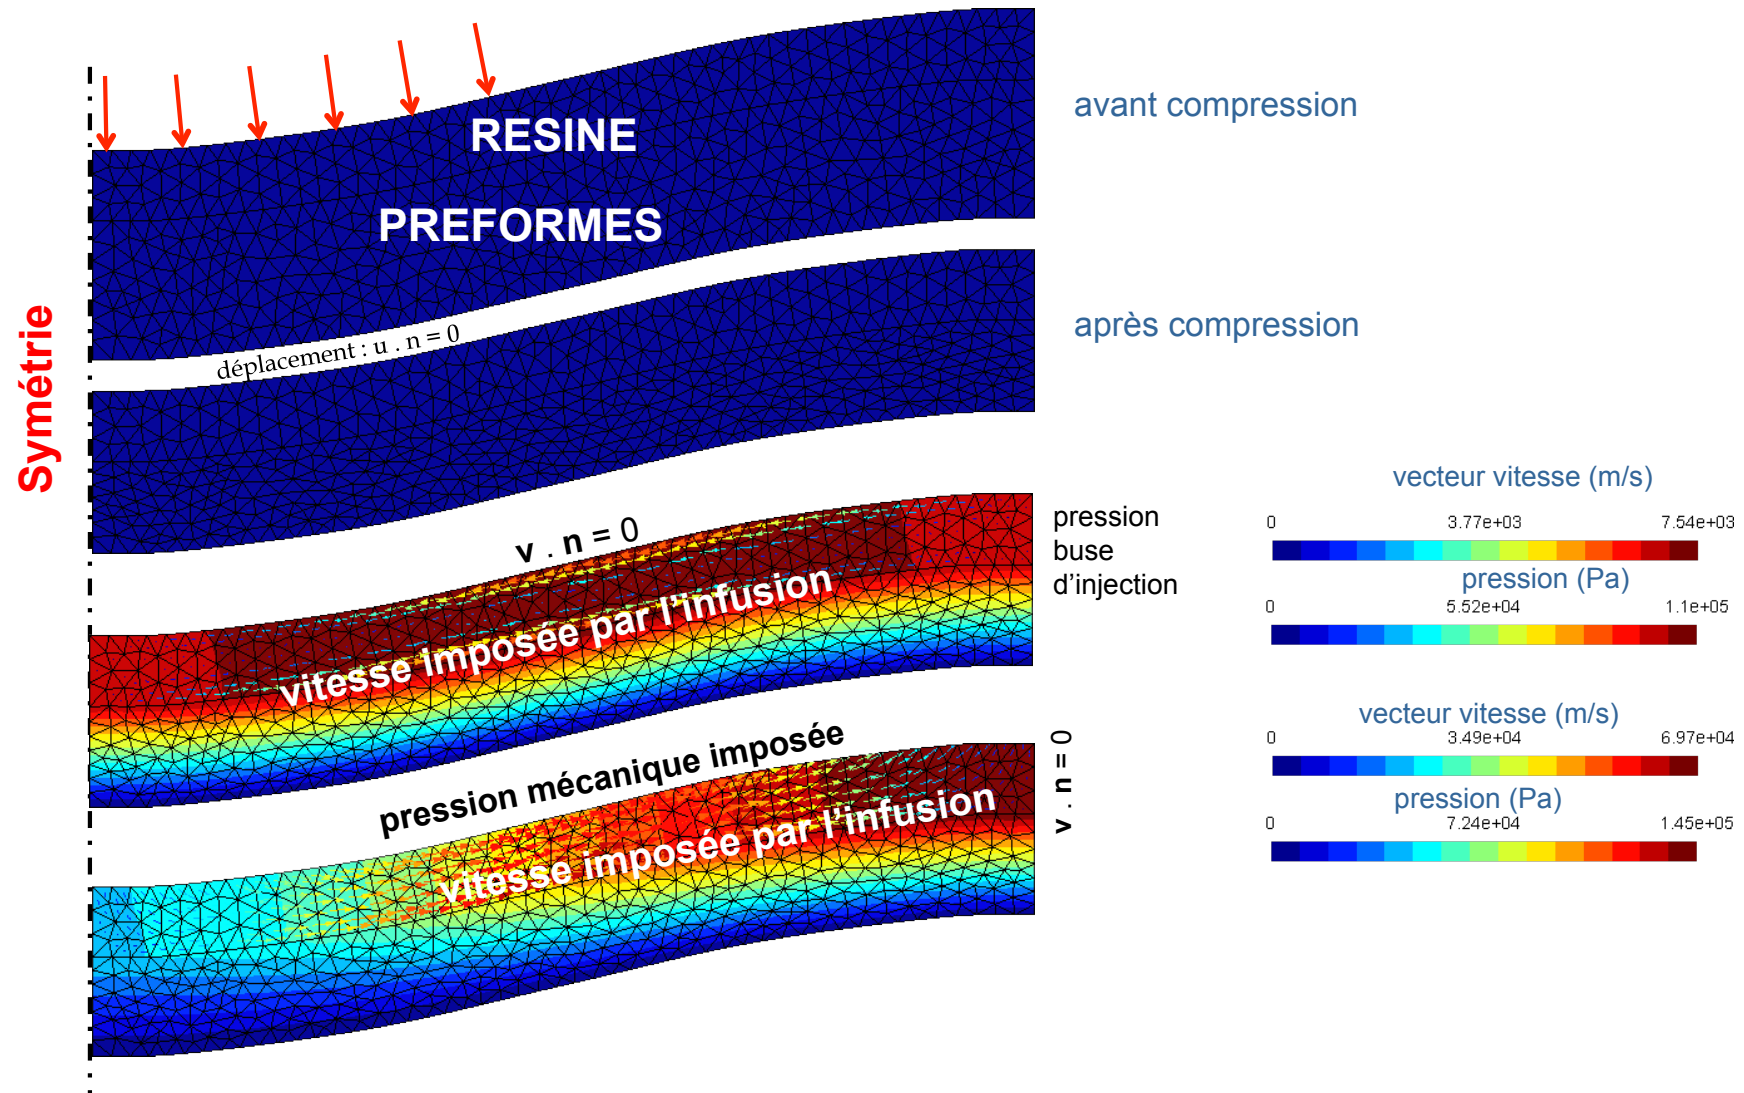 avant compression
RESINE
PREFORMES
Symétrie
après compression
déplacement : u . n = 0
vecteur vitesse (m/s)
0 3.77e+03 7.54e+03
pression (Pa)
0 5.52e+04 1.1e+05
pression
buse
d'injection
v . n = 0
vitesse imposée par l'infusion
vecteur vitesse (m/s)
0 3.49e+04 6.97e+04
pression (Pa)
0 7.24e+04 1.45e+05
pression mécanique imposée
v . n = 0
vitesse imposée par l'infusion